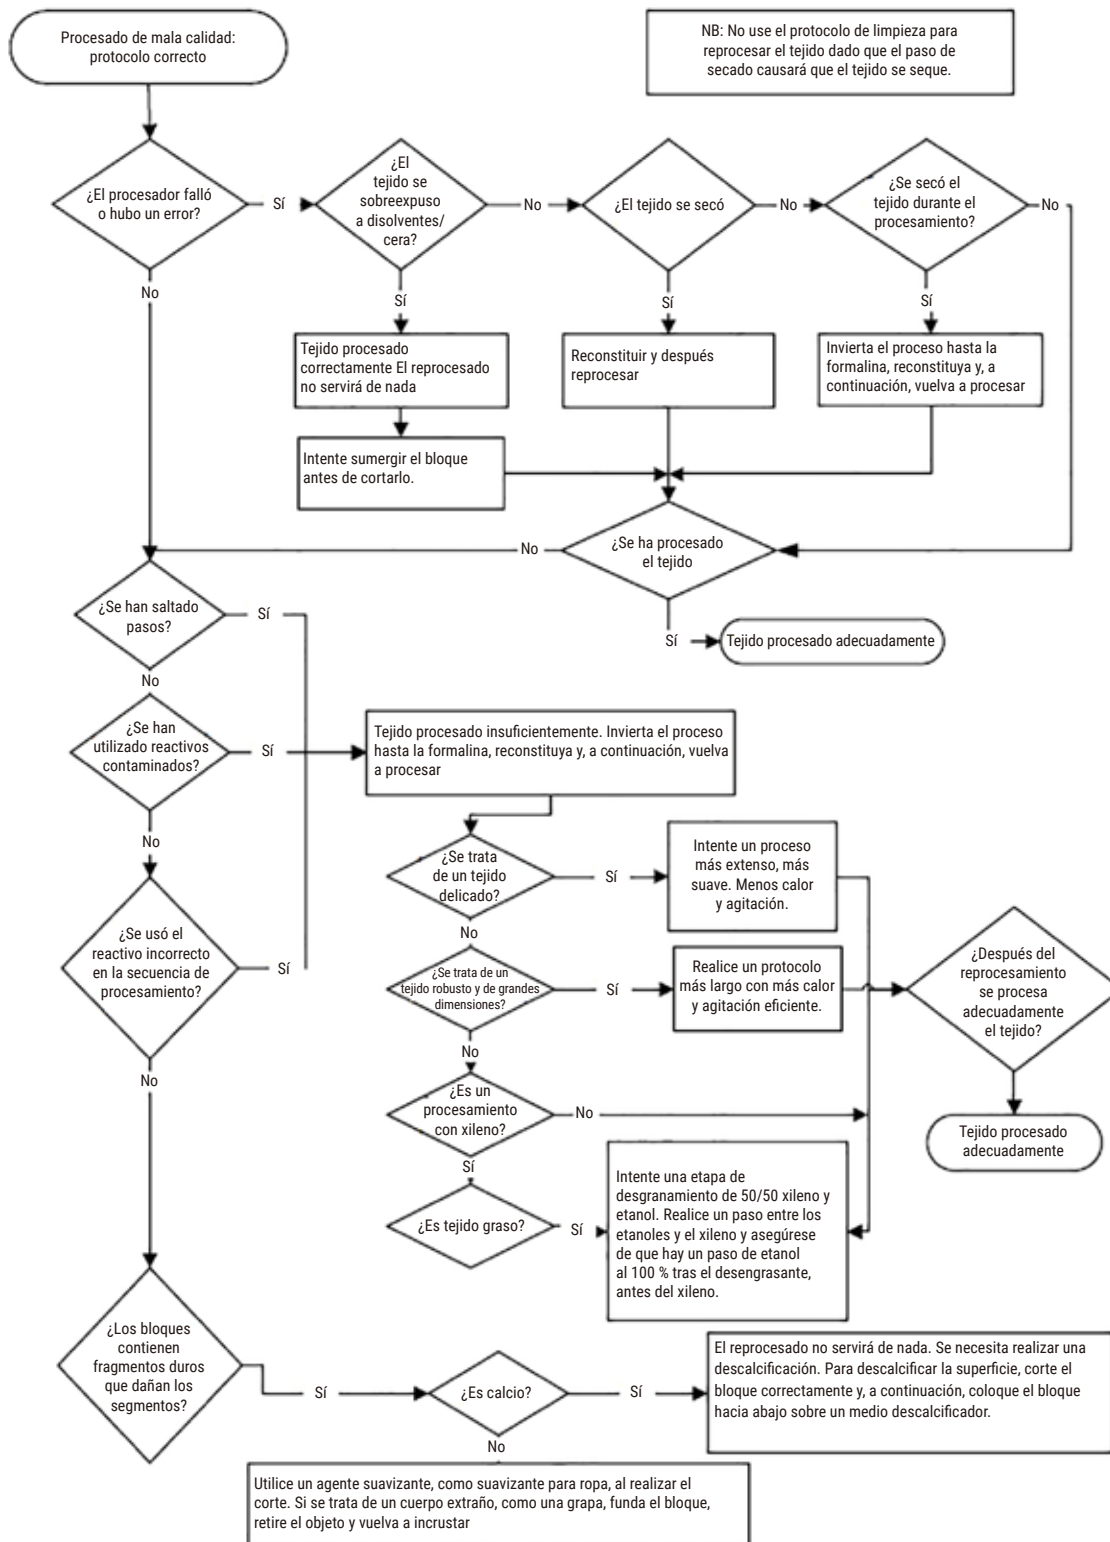 Procesado de mala calidad:
protocolo correcto
NB: No use el protocolo de limpieza para
reprocesar el tejido dado que el paso de
secado causará que el tejido se seque.
¿El procesador falló
o hubo un error?
Sí
¿El
tejido se
sobreexpuso
a disolventes/
cera?
No
¿El tejido se secó
No
¿Se secó el
tejido durante el
procesamiento?
No
No
Sí
Sí
Sí
Tejido procesado
correctamente El reprocesado
no servirá de nada
Reconstituir y después
reprocesar
Invierta el proceso hasta la
formalina, reconstituya y, a
continuación, vuelva a procesar
Intente sumergir el bloque
antes de cortarlo.
¿Se ha procesado
el tejido
No
Sí
Tejido procesado adecuadamente
¿Se han saltado
pasos?
Sí
No
¿Se han
utilizado reactivos
contaminados?
Sí
Tejido procesado insuficientemente. Invierta el proceso
hasta la formalina, reconstituya y, a continuación, vuelva
a procesar
No
¿Se trata
de un tejido
delicado?
Sí
Intente un proceso
más extenso, más
suave. Menos calor
y agitación.
No
¿Se usó el
reactivo incorrecto
en la secuencia de
procesamiento?
Sí
¿Se trata de un
tejido robusto y de grandes
dimensiones?
Sí
Realice un protocolo
más largo con más calor
y agitación eficiente.
¿Después del
reprocesamiento
se procesa
adecuadamente
el tejido?
No
No
¿Es un
procesamiento
con xileno?
No
Tejido procesado
adecuadamente
Sí
¿Es tejido graso?
Sí
Intente una etapa de
desgranamiento de 50/50 xileno y
etanol. Realice un paso entre los
etanoles y el xileno y asegúrese
de que hay un paso de etanol
al 100 % tras el desengrasante,
antes del xileno.
¿Los bloques
contienen
fragmentos duros
que dañan los
segmentos?
Sí
¿Es calcio?
Sí
El reprocesado no servirá de nada. Se necesita realizar una
descalcificación. Para descalcificar la superficie, corte el
bloque correctamente y, a continuación, coloque el bloque
hacia abajo sobre un medio descalcificador.
No
Utilice un agente suavizante, como suavizante para ropa, al realizar el
corte. Si se trata de un cuerpo extraño, como una grapa, funda el bloque,
retire el objeto y vuelva a incrustar